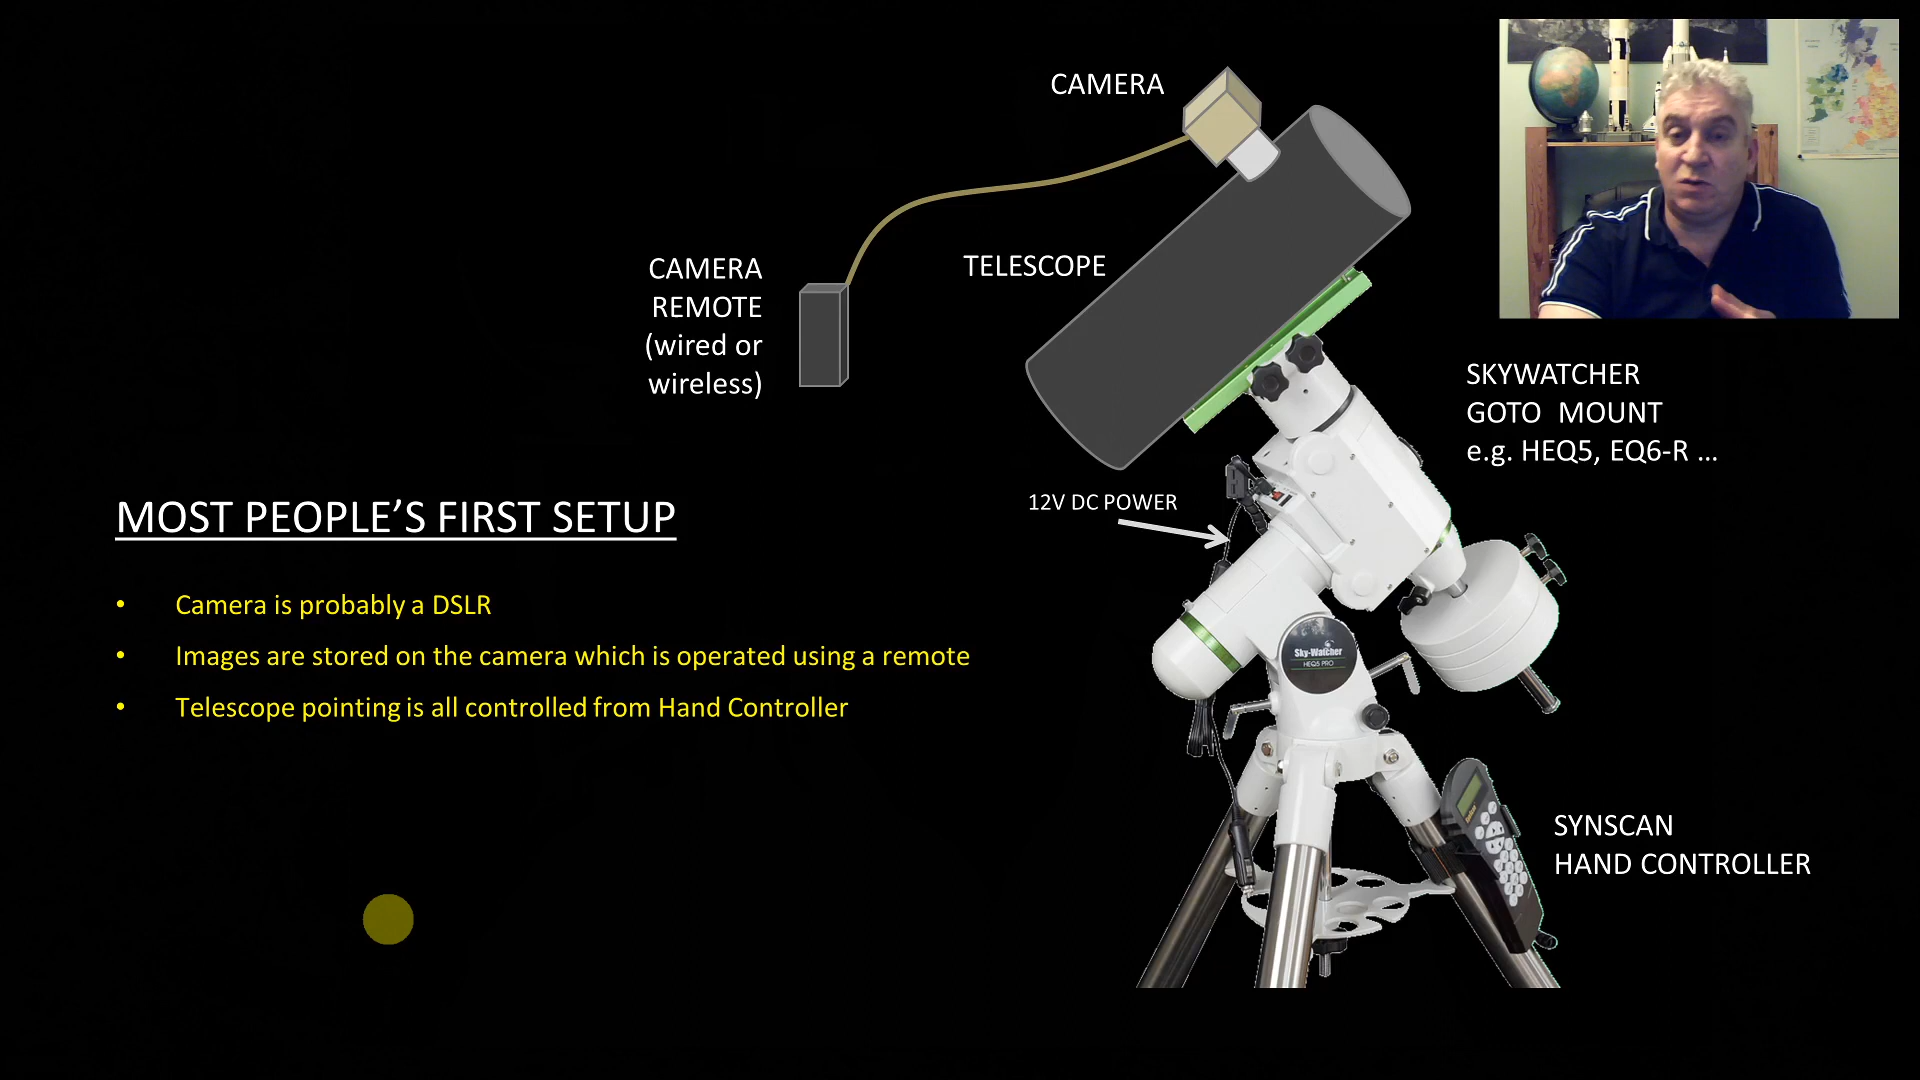 CAMERA
CAMERA
REMOTE
(wired or
wireless)
TELESCOPE
SKYWATCHER
GOTO MOUNT
e.g. HEQ5, EQ6-R ...
12V DC POWER
MOST PEOPLE’S FIRST SETUP
• Camera is probably a DSLR
• Images are stored on the camera which is operated using a remote
• Telescope pointing is all controlled from Hand Controller
Sky-Watcher
HEQ5 PRO
SYNSCAN
HAND CONTROLLER